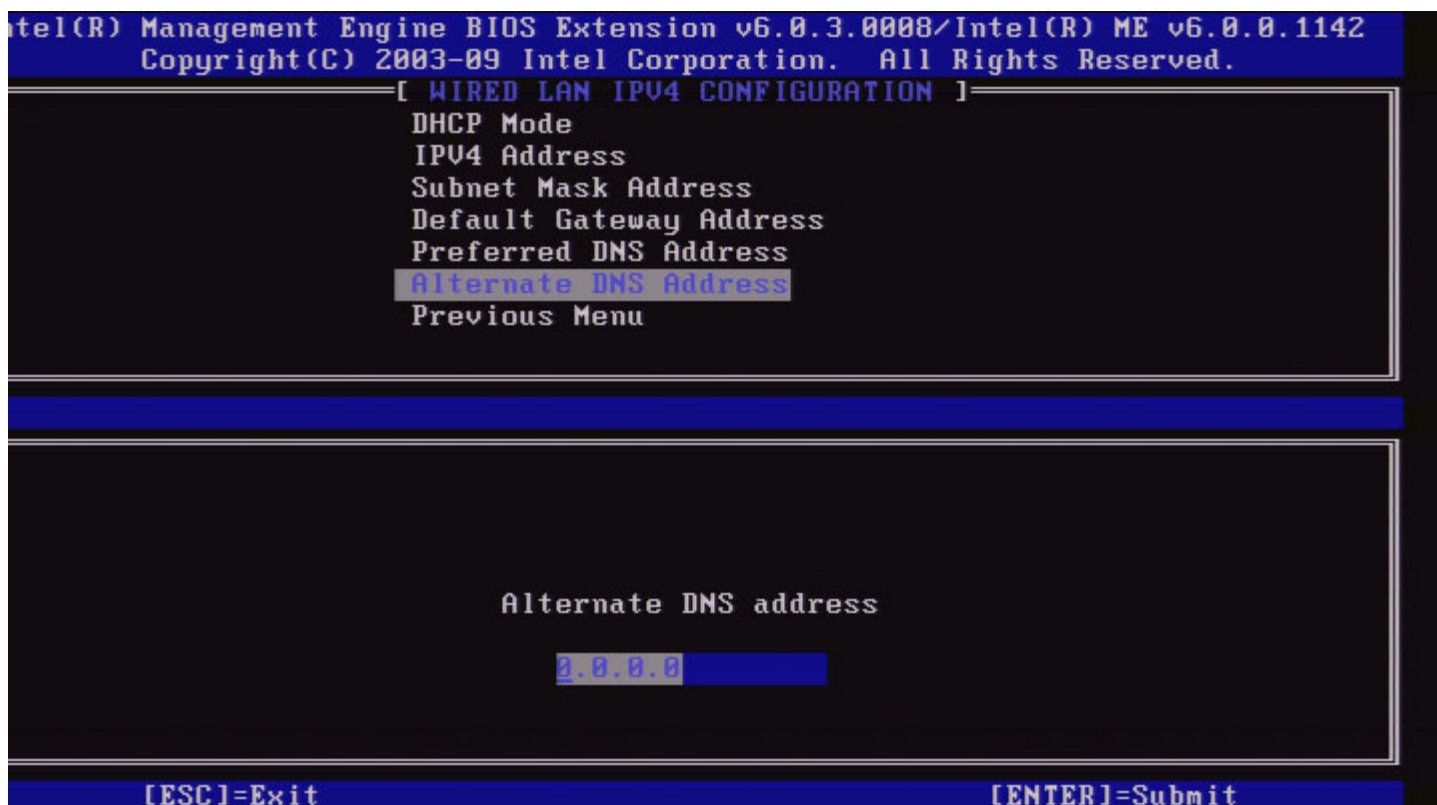 ntel(R) Management Engine BIOS Extension v6.0.3.0008/Intel(R) ME v6.0.0.1142
Copyright(C) 2003-09 Intel Corporation. All Rights Reserved.
[ WIRED LAN IPV4 CONFIGURATION ]
DHCP Mode
IPV4 Address
Subnet Mask Address
Default Gateway Address
Preferred DNS Address
Alternate DNS Address
Previous Menu
Alternate DNS address
0.0.0.0
[ESC]=Exit [ENTER]=Submit